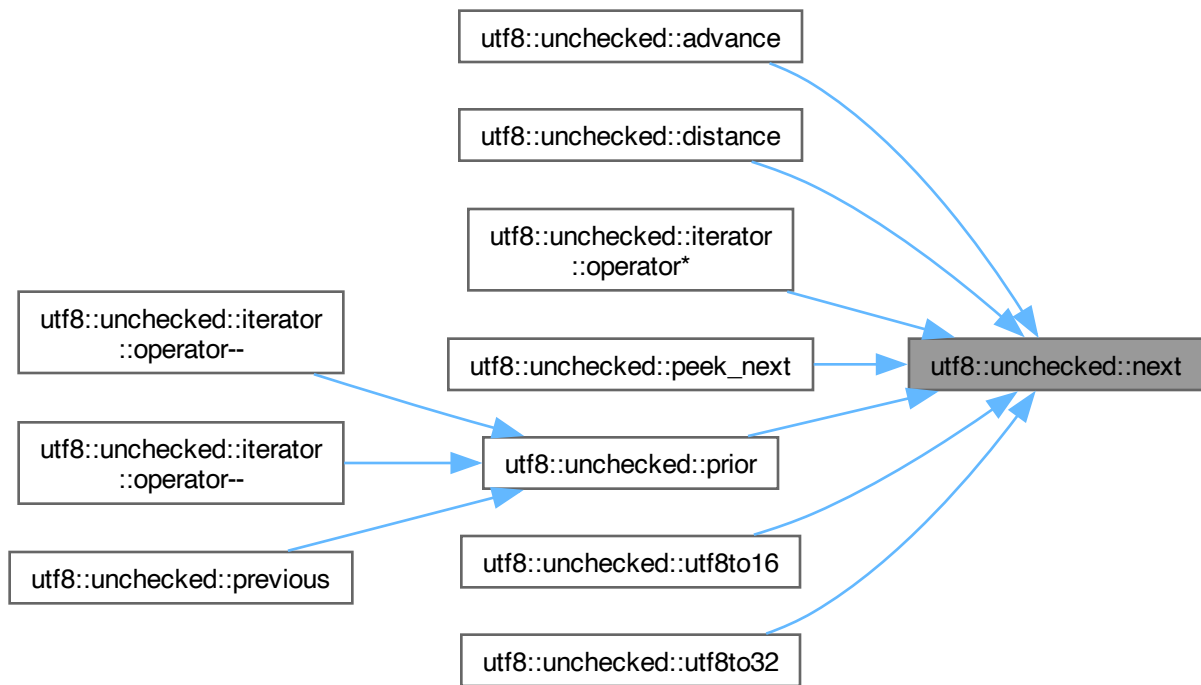 utf8::unchecked::advance
utf8::unchecked::distance
utf8::unchecked::iterator
::operator*
utf8::unchecked::iterator
::operator--
utf8::unchecked::peek_next
utf8::unchecked::next
utf8::unchecked::iterator
::operator--
utf8::unchecked::prior
utf8::unchecked::previous
utf8::unchecked::utf8to16
utf8::unchecked::utf8to32